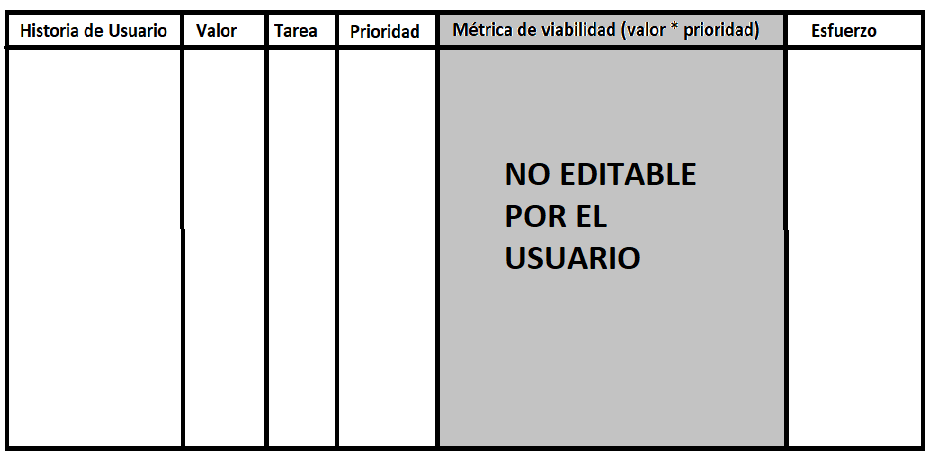 Historia de Usuario Valor Tarea Prioridad Métrica de viabilidad (valor * prioridad) Esfuerzo
NO EDITABLE
POR EL
USUARIO